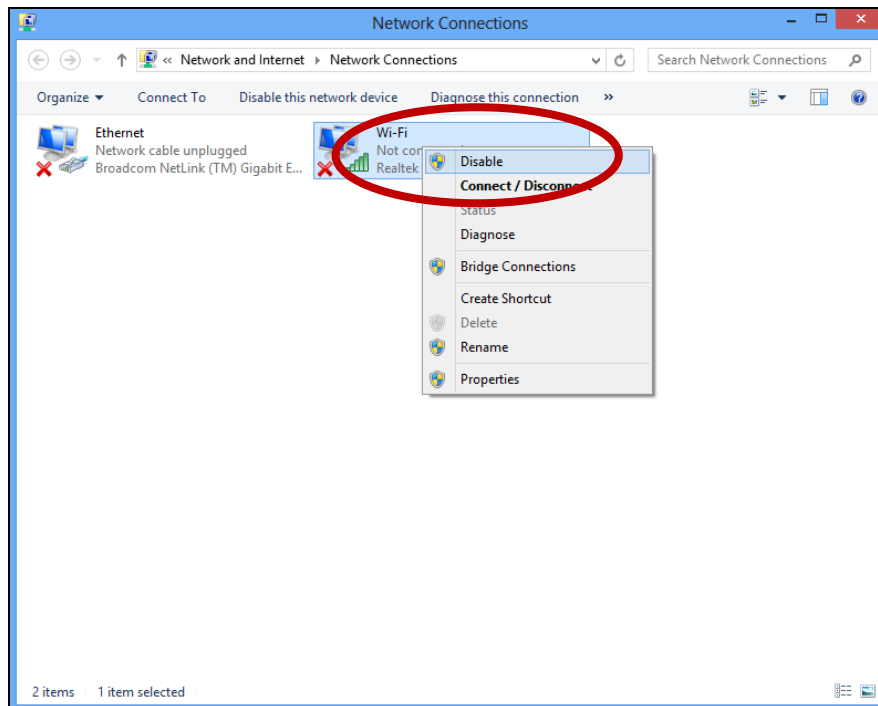 Network Connections
« Network and Internet Network Connections
Search Network Connections
Organize Connect To Disable this network device Diagnose this connection »
Ethernet
Network cable unplugged
Broadcom NetLink (TM) Gigabit E...
Wi-Fi
Not con
Realtek
Disable
Connect / Disconnect
Status
Diagnose
Bridge Connections
Create Shortcut
Delete
Rename
Properties
2 items 1 item selected